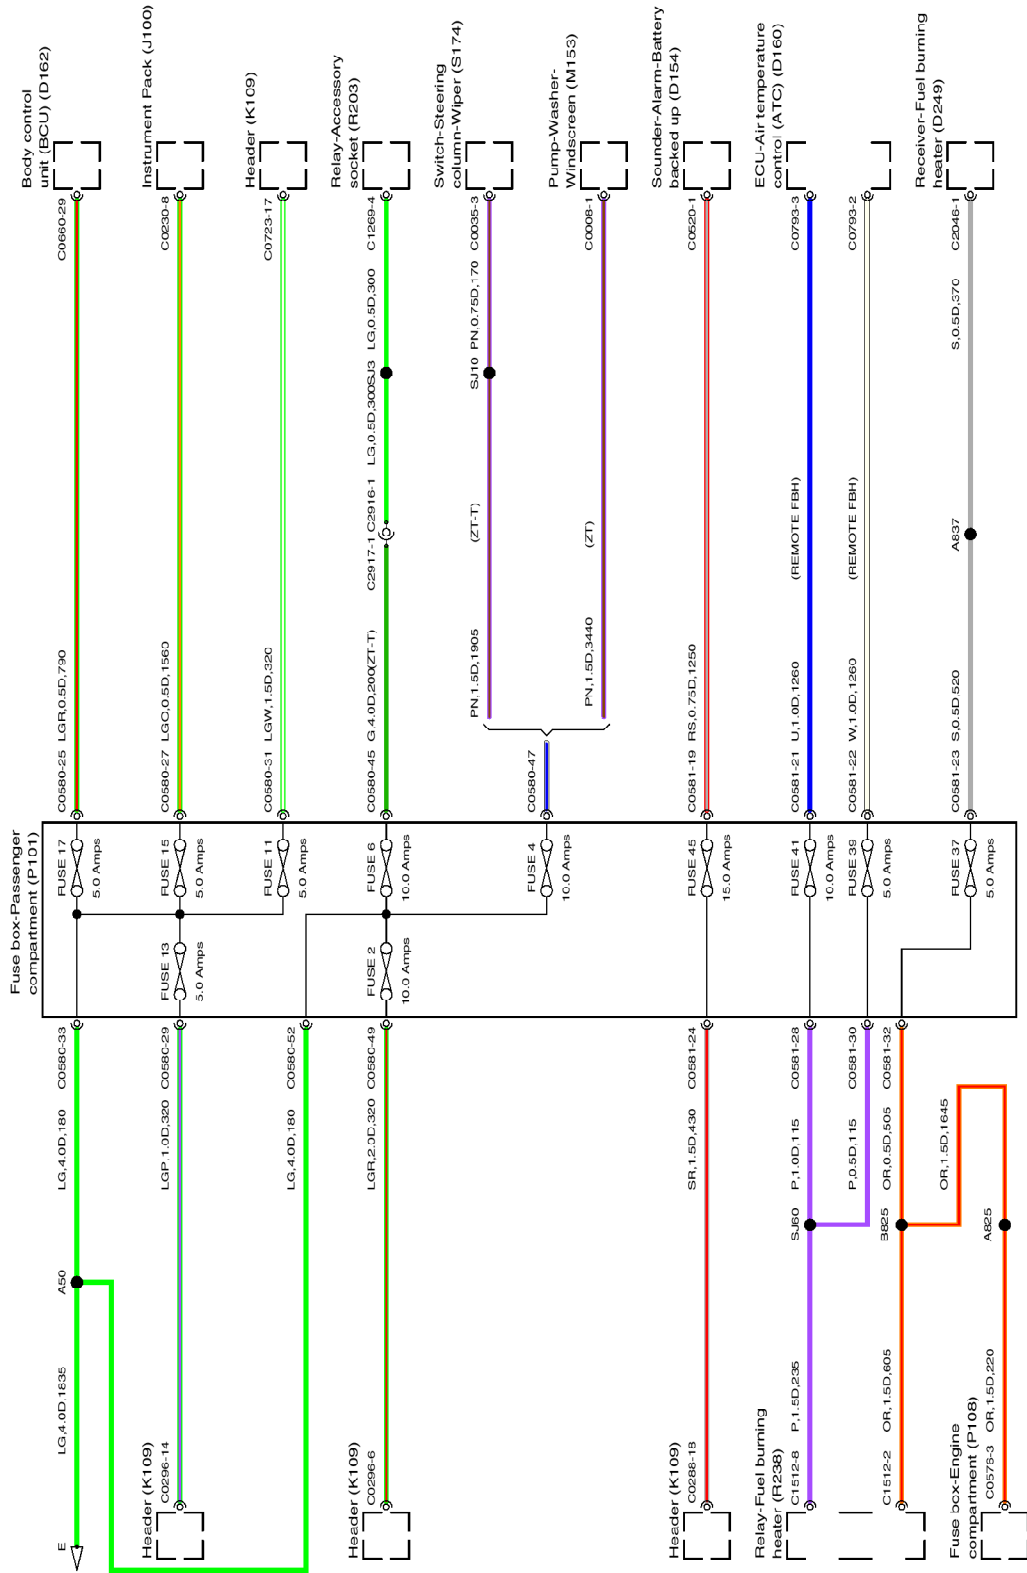 Body control
unit (BCU) (D162)
Instrument Pack (J100)
Header (K109)
Relay-Accessory
socket (R203)
Switch-Steering
column-Wiper (S174)
Pump-Washer-
Windscreen (M153)
Sounder-Alarm-Battery
backed up (D154)
ECU-Air temperature
control (ATC) (D160)
Receiver-Fuel burning
heater (D249)
C0660-29
C0230-8
C0723-17
C1269-4
C0035-3
C0008-1
C0520-1
C0793-3
C0793-2
C2046-1
LG,0.5D,300
PN,0.75D,170
S,0.5D,370
SJ3
SJ10
LG,0.5D,300
C2916-1
C2917-1
(ZT-T)
(ZT)
(REMOTE FBH)
(REMOTE FBH)
A837
LGR,0.5D,790
LGC,0.5D,1560
LGW,1.5D,320
G,4.0D,200(ZT-T)
PN,1.5D,1905
PN,1.5D,3440
RS,0.75D,1250
U,1.0D,1260
W,1.0D,1260
S,0.5D,520
C0580-25
C0580-27
C0580-31
C0580-45
C0580-47
C0581-19
C0581-21
C0581-22
C0581-23
Fuse box-Passenger
compartment (P101)
FUSE 17
5.0 Amps
FUSE 15
5.0 Amps
FUSE 11
5.0 Amps
FUSE 6
10.0 Amps
FUSE 4
10.0 Amps
FUSE 45
15.0 Amps
FUSE 41
10.0 Amps
FUSE 39
5.0 Amps
FUSE 37
5.0 Amps
FUSE 13
5.0 Amps
FUSE 2
10.0 Amps
C0580-33
C0580-29
C0580-52
C0580-49
C0581-24
C0581-28
C0581-30
C0581-32
LG,4.0D,180
LGP,1.0D,320
LG,4.0D,180
LGR,2.0D,320
SR,1.5D,430
P,1.0D,115
P,0.5D,115
OR,0.5D,505
OR,1.5D,1645
A50
SJ60
B825
A825
LG,4.0D,1635
P,1.5D,235
OR,1.5D,605
OR,1.5D,220
E
Header (K109)
C0296-14
Header (K109)
C0296-6
Header (K109)
C0288-18
Relay-Fuel burning
heater (R238)
C1512-8
C1512-2
Fuse box-Engine
compartment (P108)
C0578-3